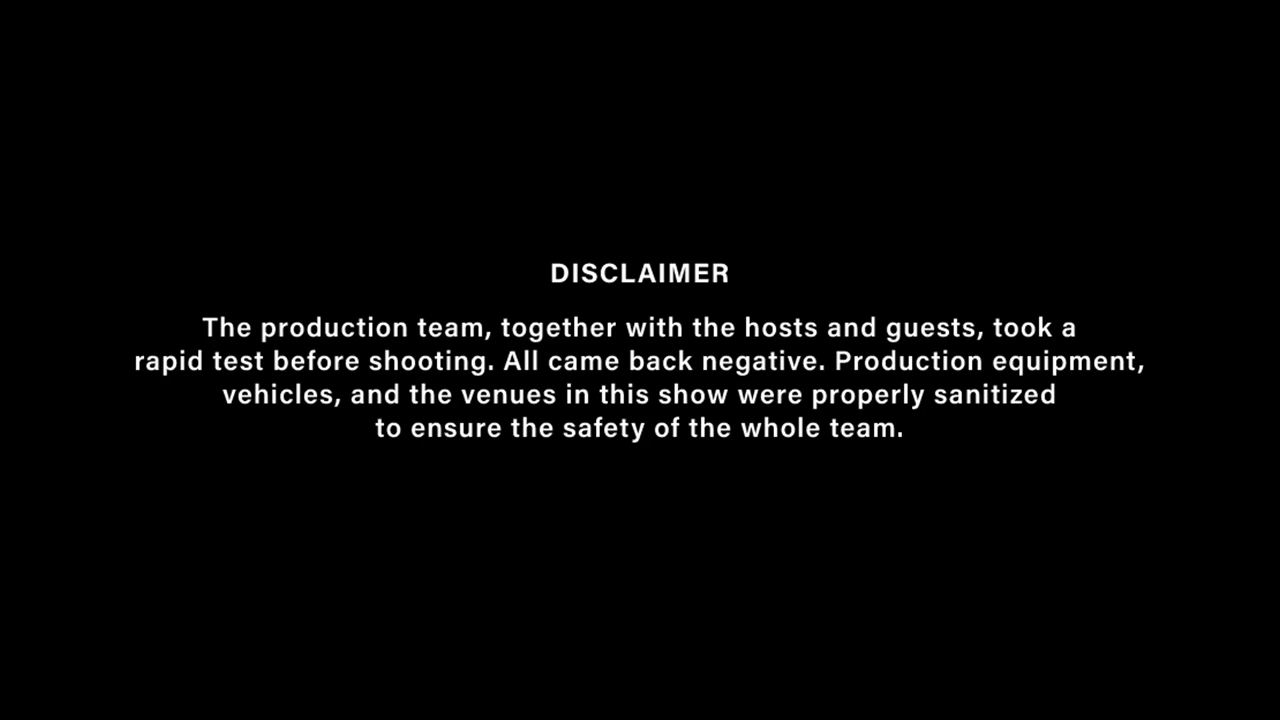 DISCLAIMER
The production team, together with the hosts and guests, took a
rapid test before shooting. All came back negative. Production equipment,
vehicles, and the venues in this show were properly sanitized
to ensure the safety of the whole team.